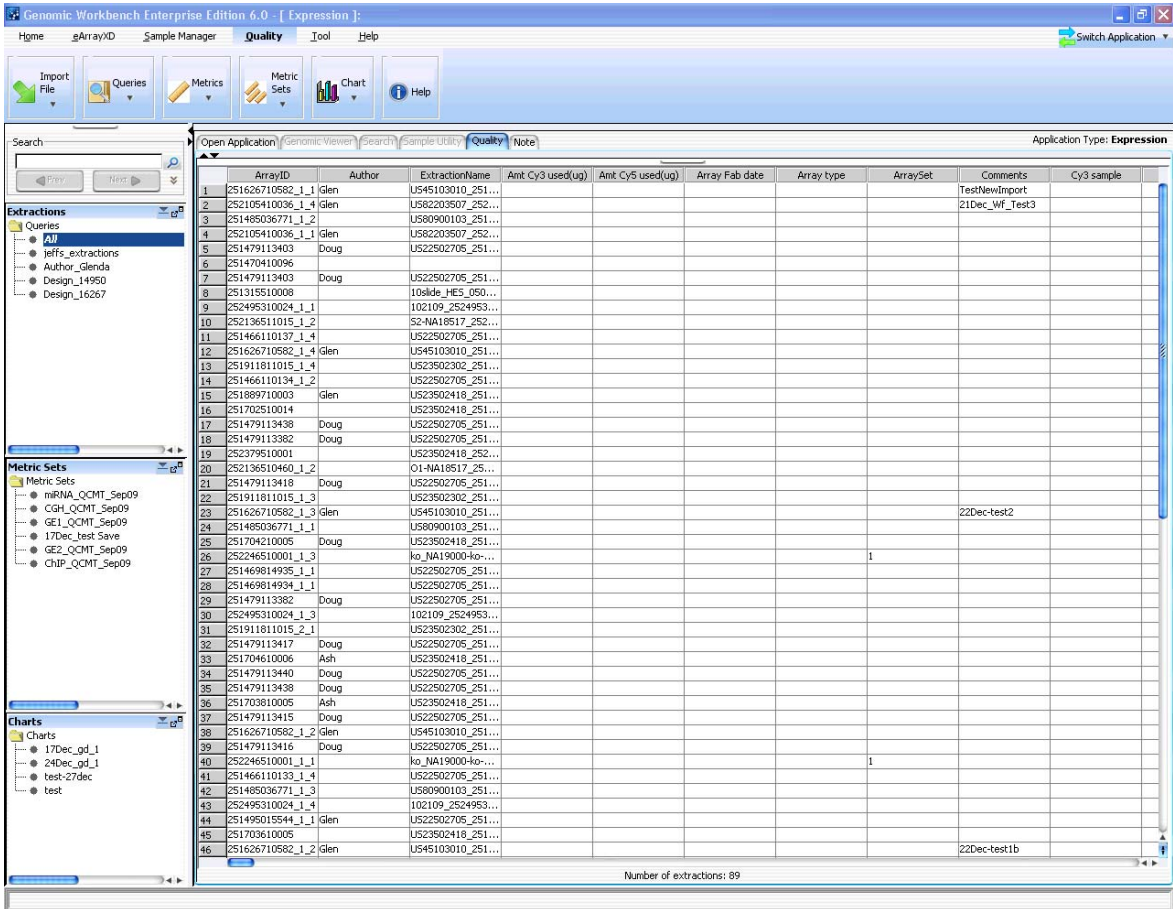 Genomic Workbench Enterprise Edition 6.0 - [ Expression ]:
Home eArrayXD Sample Manager Quality Tool Help Switch Application
Import File Queries Metrics Metric Sets Chart Help
Search
Prev Next
Extractions
Queries
All
jeffs_extractions
Author_Glenda
Design_14950
Design_16267
Metric Sets
Metric Sets
miRNA_QCMT_Sep09
CGH_QCMT_Sep09
GE1_QCMT_Sep09
17Dec_test Save
GE2_QCMT_Sep09
ChIP_QCMT_Sep09
Charts
Charts
17Dec_gd_1
24Dec_gd_1
test-27dec
test
Open Application Genomic Viewer Search Sample Utility Quality Note Application Type: Expression
ArrayID Author ExtractionName Amt Cy3 used(ug) Amt Cy5 used(ug) Array Fab date Array type ArraySet Comments Cy3 sample
1 251626710582_1_1 Glen US45103010_251... TestNewImport
2 252105410036_1_4 Glen US82203507_252... 21Dec_Wf_Test3
3 251485036771_1_2 US80900103_251...
4 252105410036_1_1 Glen US82203507_252...
5 251479113403 Doug US22502705_251...
6 251470410096
7 251479113403 Doug US22502705_251...
8 251315510008 10slide_HES_050...
9 252495310024_1_1 102109_2524953...
10 252136511015_1_2 S2-NA18517_252...
11 251466110137_1_4 US22502705_251...
12 251626710582_1_4 Glen US45103010_251...
13 251911811015_1_4 US23502302_251...
14 251466110134_1_2 US22502705_251...
15 251889710003 Glen US23502418_251...
16 251702510014 US23502418_251...
17 251479113438 Doug US22502705_251...
18 251479113382 Doug US22502705_251...
19 252379510001 US23502418_252...
20 252136510460_1_2 O1-NA18517_25...
21 251479113418 Doug US22502705_251...
22 251911811015_1_3 US23502302_251...
23 251626710582_1_3 Glen US45103010_251... 22Dec-test2
24 251485036771_1_1 US80900103_251...
25 251704210005 Doug US23502418_251...
26 252246510001_1_3 ko_NA19000-ko-... 1
27 251469814935_1_1 US22502705_251...
28 251469814934_1_1 US22502705_251...
29 251479113382 Doug US22502705_251...
30 252495310024_1_3 102109_2524953...
31 251911811015_2_1 US23502302_251...
32 251479113417 Doug US22502705_251...
33 251704610006 Ash US23502418_251...
34 251479113440 Doug US22502705_251...
35 251479113438 Doug US22502705_251...
36 251703810005 Ash US23502418_251...
37 251479113415 Doug US22502705_251...
38 251626710582_1_2 Glen US45103010_251...
39 251479113416 Doug US22502705_251...
40 252246510001_1_1 ko_NA19000-ko-... 1
41 251466110133_1_4 US22502705_251...
42 251485036771_1_3 US80900103_251...
43 252495310024_1_4 102109_2524953...
44 251495015544_1_1 Glen US22502705_251...
45 251703610005 US23502418_251...
46 251626710582_1_2 Glen US45103010_251... 22Dec-test1b
Number of extractions: 89